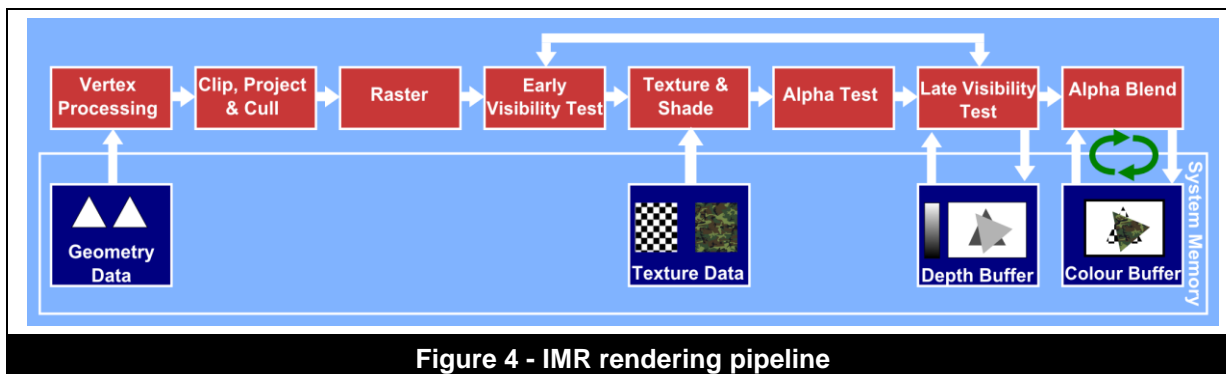 Vertex
Processing
Clip, Project
& Cull
Raster
Early
Visibility Test
Texture &
Shade
Alpha Test
Late Visibility
Test
Alpha Blend
Geometry
Data
Texture Data
Depth Buffer
Colour Buffer
System Memory
Figure 4 - IMR rendering pipeline